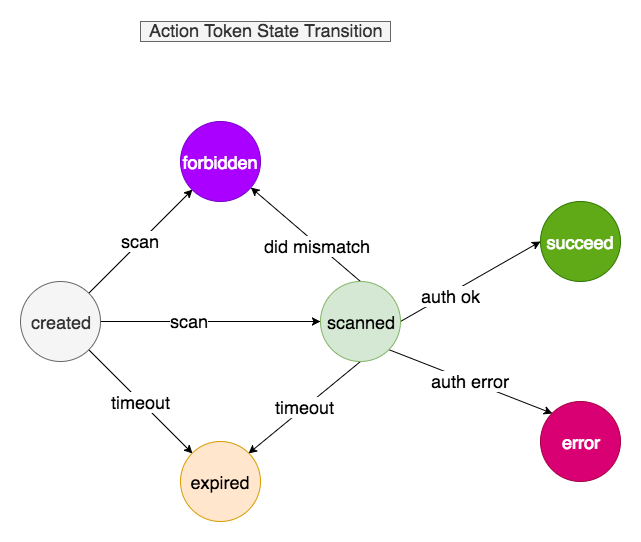 Action Token State Transition
forbidden
scan
did mismatch
succeed
auth ok
created
scan
scanned
auth error
timeout
timeout
error
expired